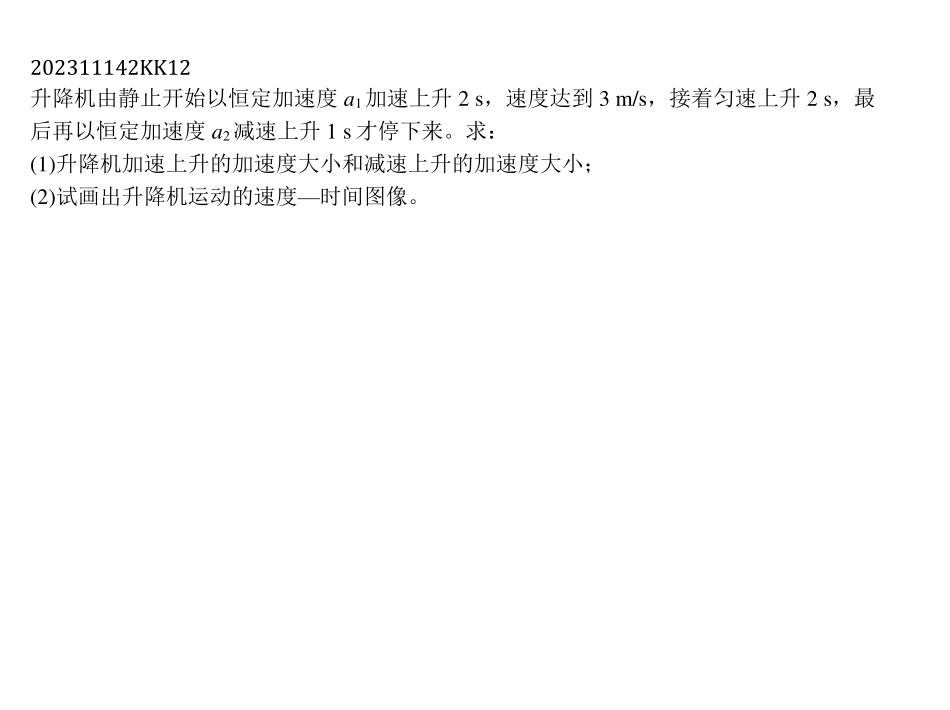 202311142KK12
升降机由静止开始以恒定加速度 a₁加速上升 2 s，速度达到 3 m/s，接着匀速上升 2 s，最
后再以恒定加速度 a₂减速上升 1 s 才停下来。求：
(1)升降机加速上升的加速度大小和减速上升的加速度大小；
(2)试画出升降机运动的速度—时间图像。